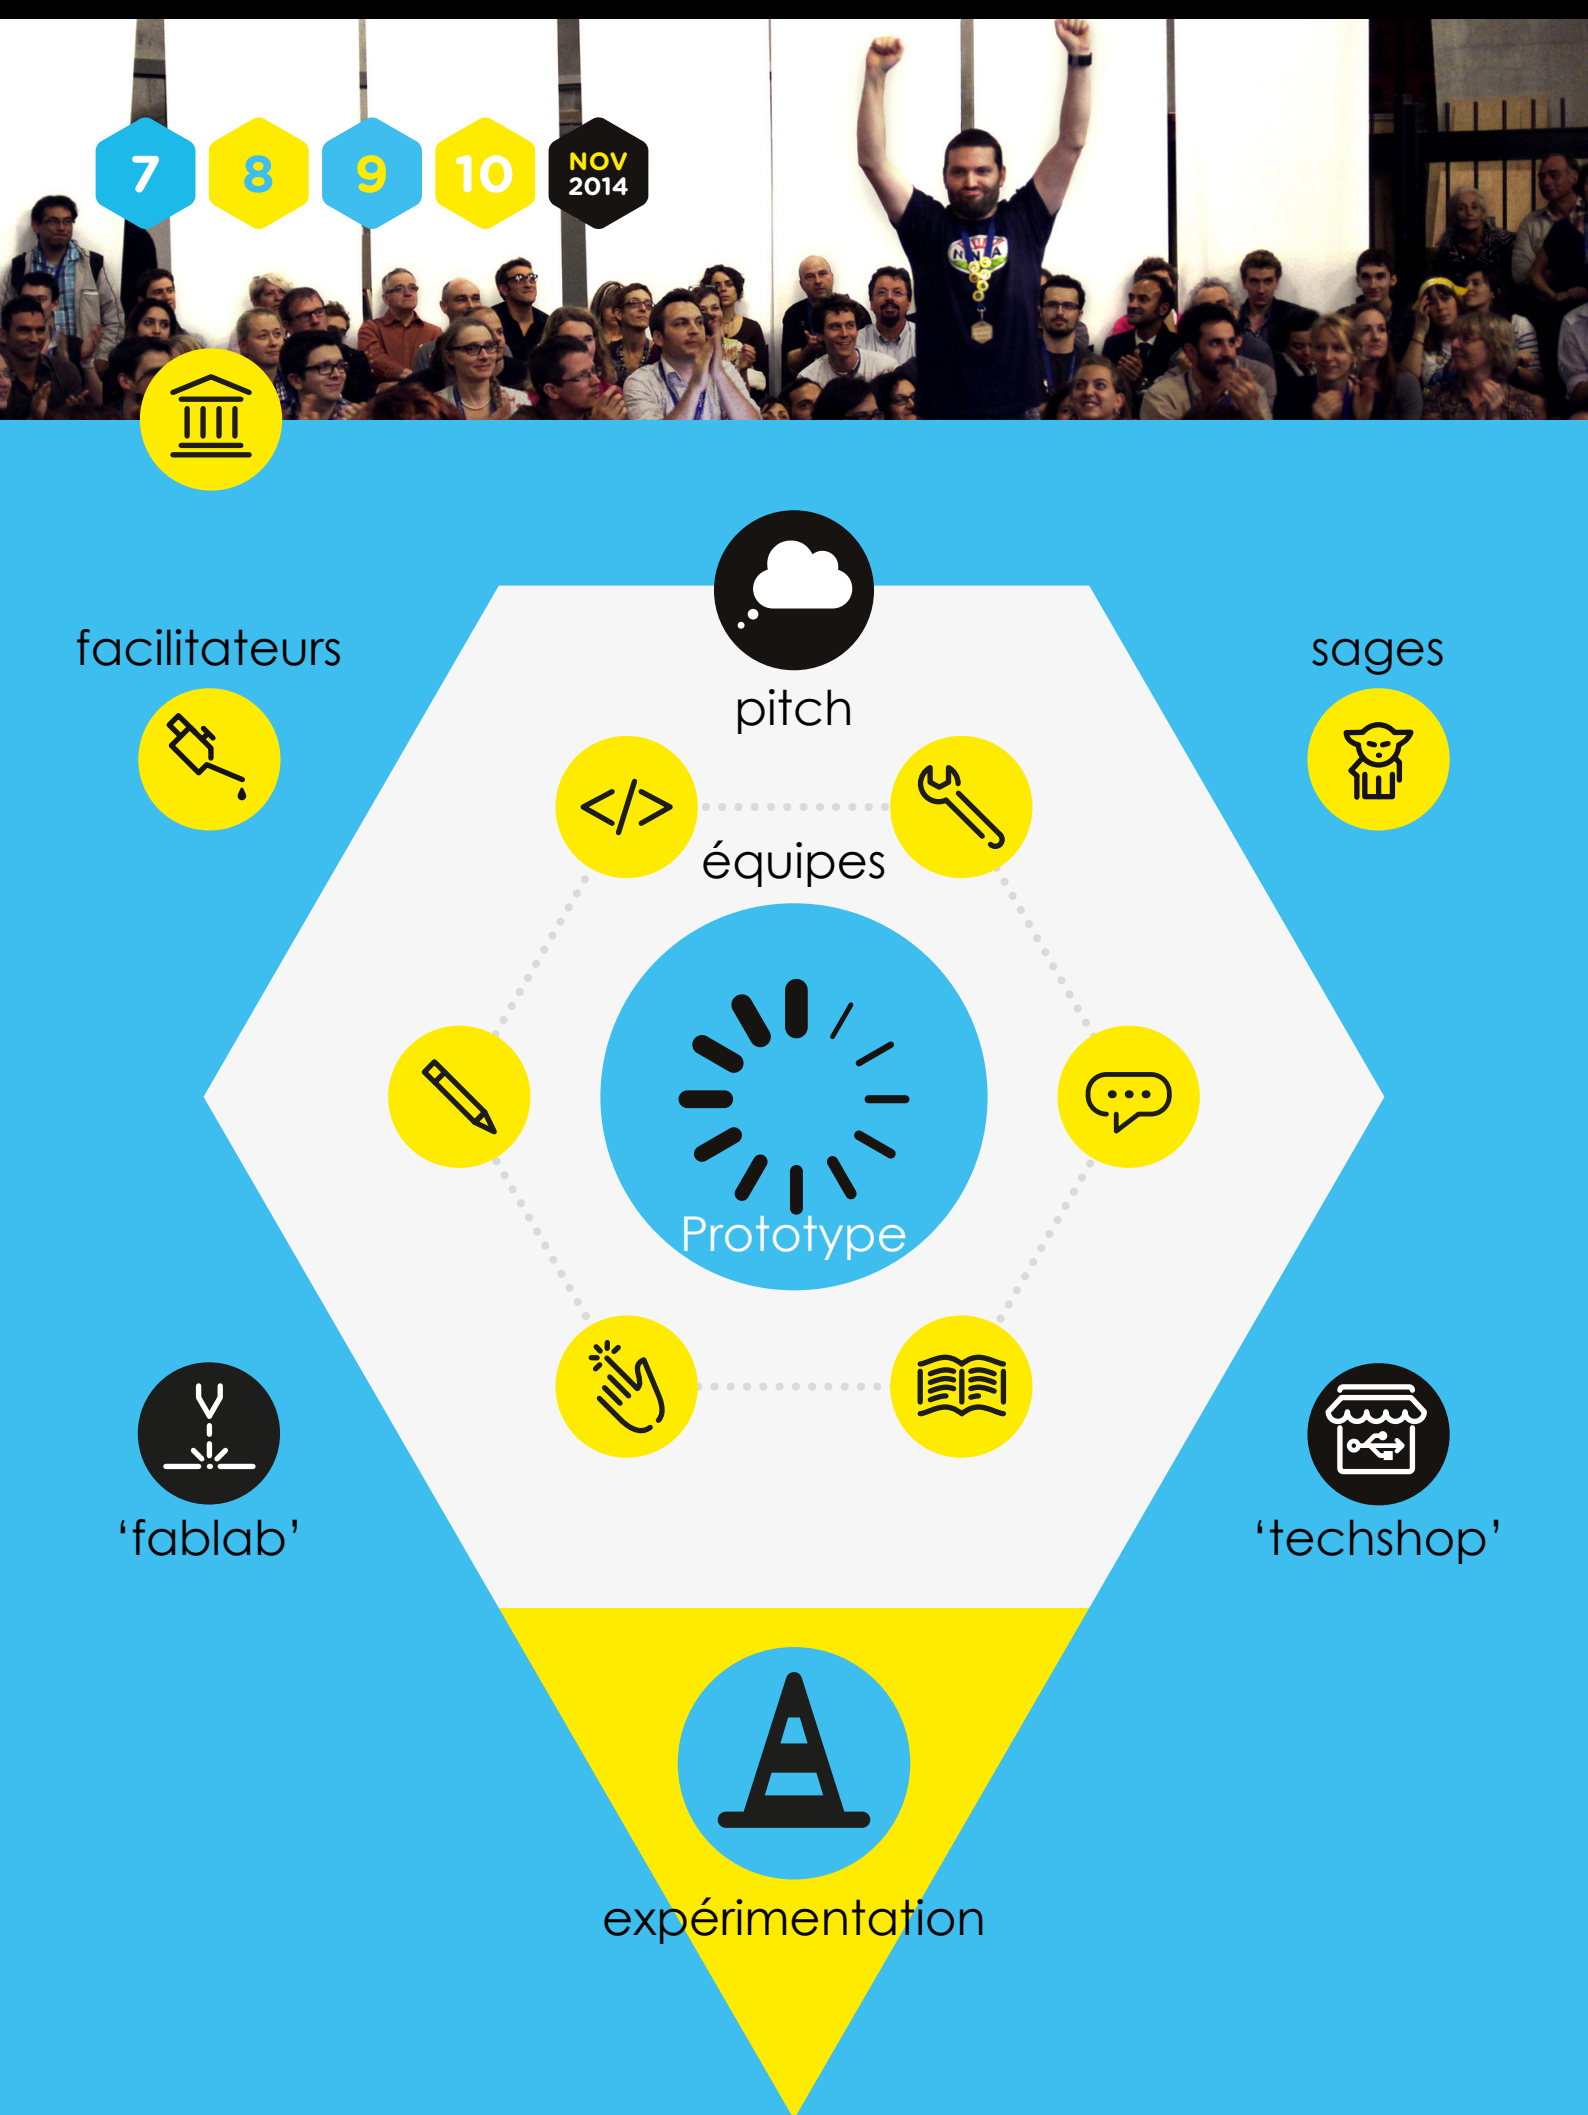 7 8 9 10 NOV
2014
facilitateurs
sages
pitch
</>
équipes
Prototype
‘fablab’
‘techshop’
expérimentation